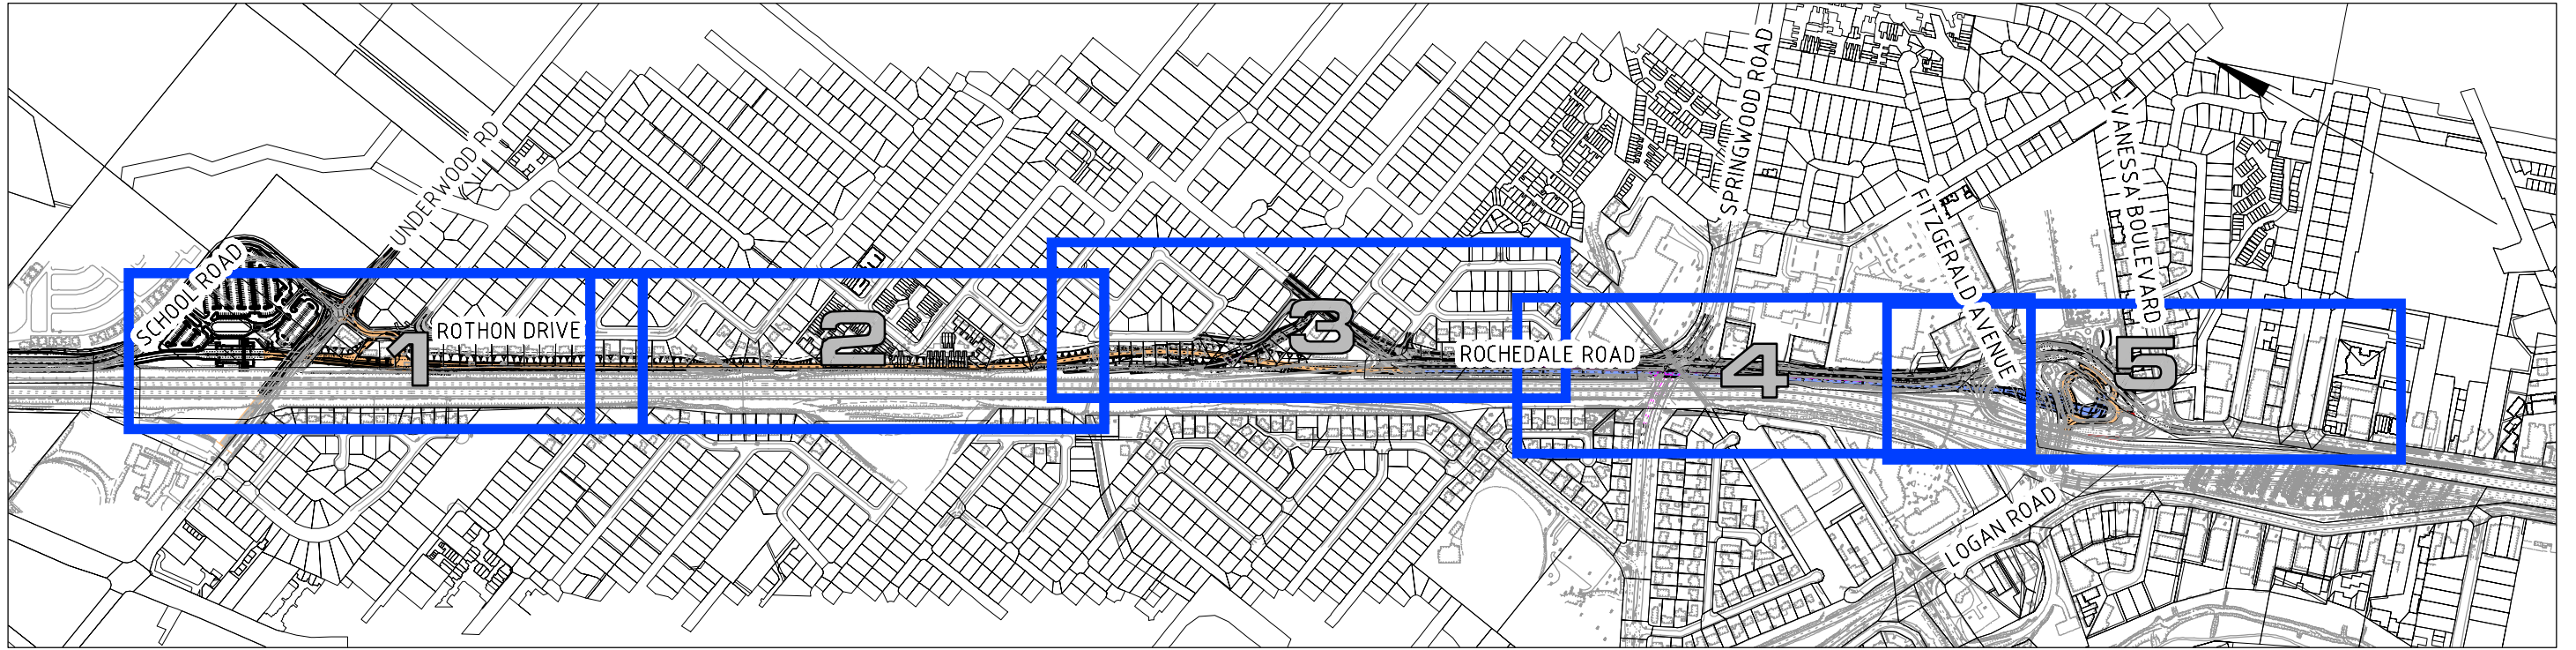 SCHOOL ROAD
UNDERWOOD RD
ROTHON DRIVE
1
2
3
ROCHEDALE ROAD
SPRINGWOOD ROAD
4
FITZGERALD AVENUE
VANESSA BOULEVARD
5
LOGAN ROAD